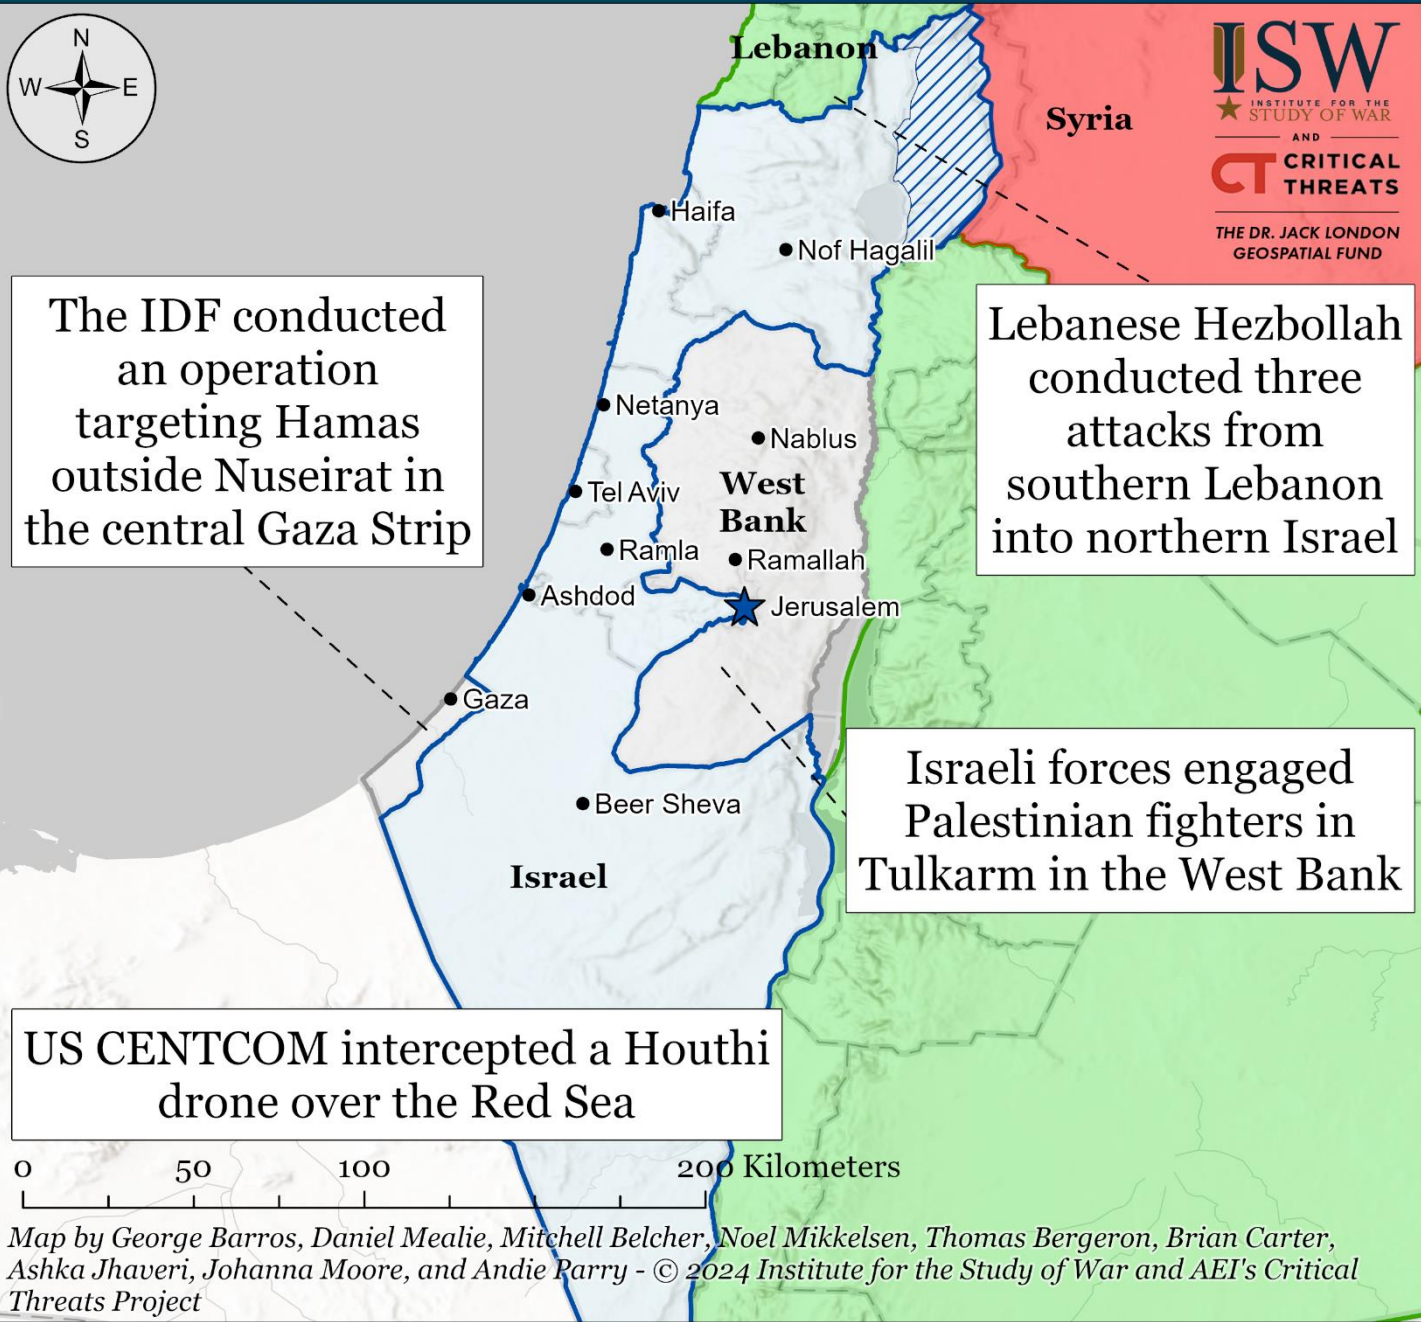 N
W
E
S
Lebanon
Syria
ISW
INSTITUTE FOR THE
STUDY OF WAR
AND
CT CRITICAL
THREATS
THE DR. JACK LONDON
GEOSPATIAL FUND
Haifa
Nof Hagalil
The IDF conducted
an operation
targeting Hamas
outside Nuseirat in
the central Gaza Strip
Lebanese Hezbollah
conducted three
attacks from
southern Lebanon
into northern Israel
Netanya
Nablus
West
Bank
Tel Aviv
Ramla
Ramallah
Ashdod
Jerusalem
Gaza
Israeli forces engaged
Palestinian fighters in
Tulkarm in the West Bank
Beer Sheva
Israel
US CENTCOM intercepted a Houthi
drone over the Red Sea
0 50 100 200 Kilometers
Map by George Barros, Daniel Mealie, Mitchell Belcher, Noel Mikkelsen, Thomas Bergeron, Brian Carter,
Ashka Jhaveri, Johanna Moore, and Andie Parry - © 2024 Institute for the Study of War and AEI's Critical
Threats Project